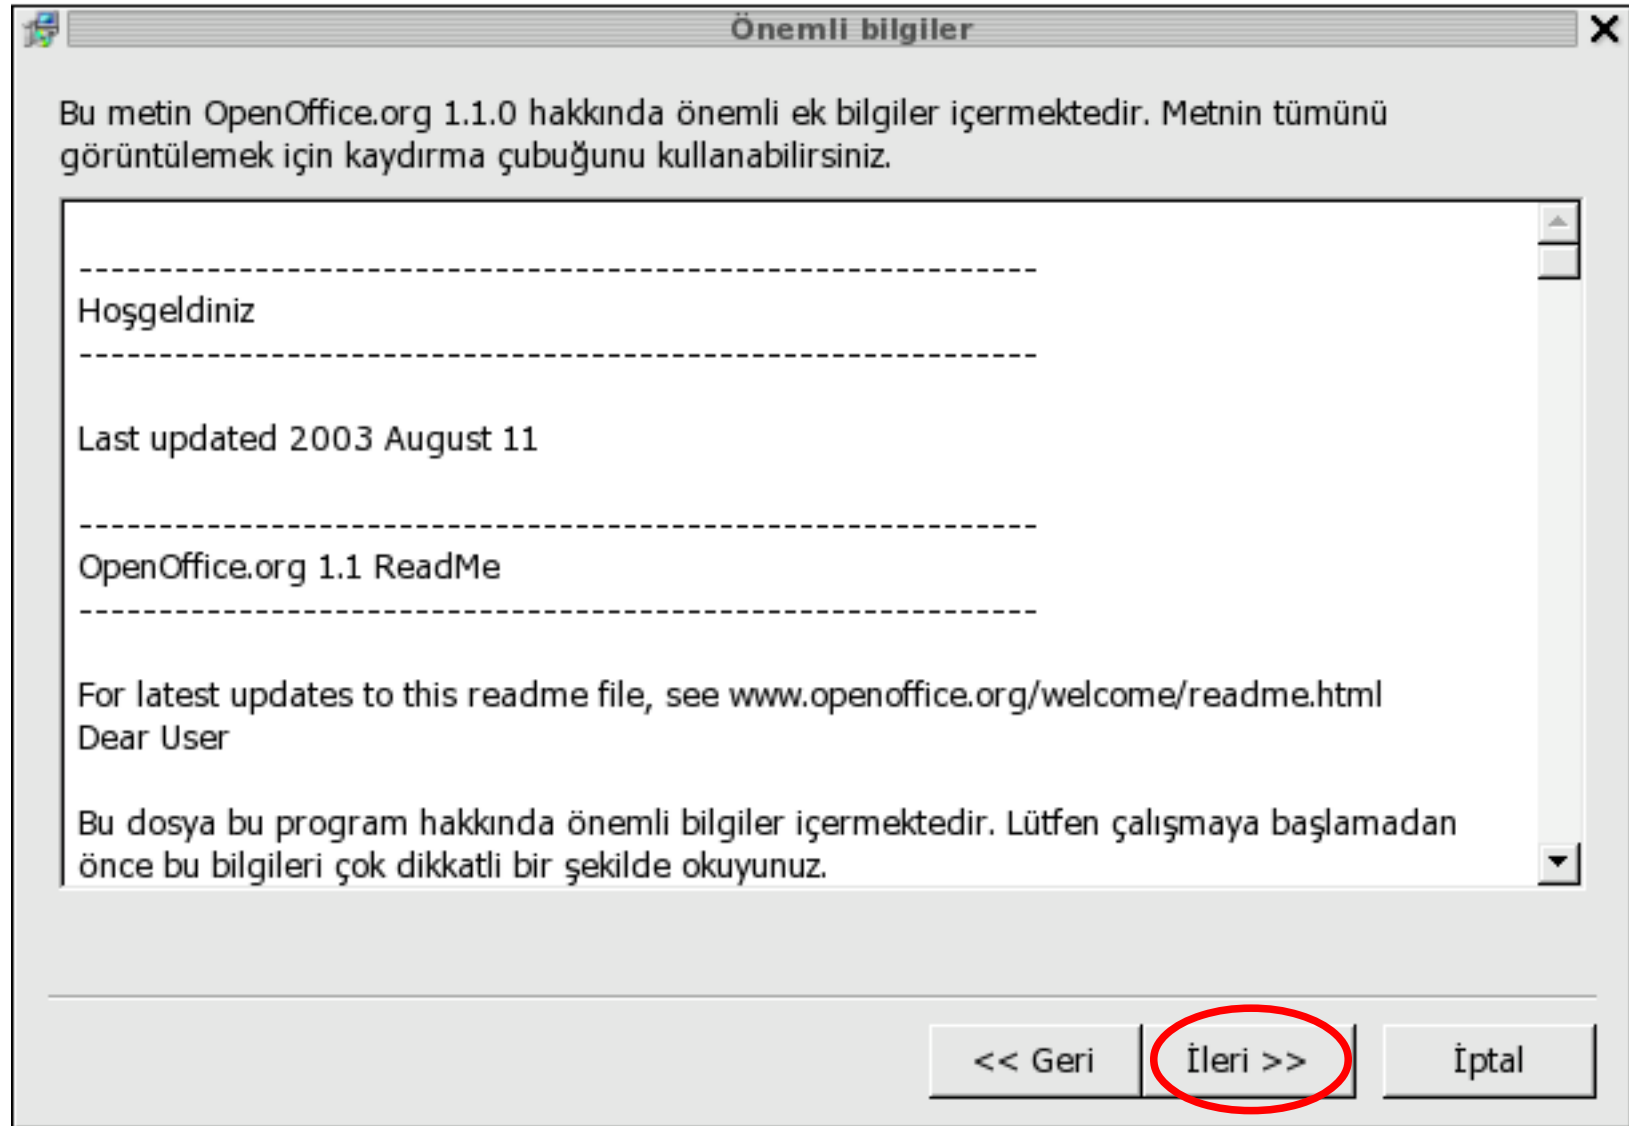 Önemli bilgiler
Bu metin OpenOffice.org 1.1.0 hakkında önemli ek bilgiler içermektedir. Metnin tümünü
görüntülemek için kaydırma çubuğunu kullanabilirsiniz.
------------------------------------------------------------
Hoşgeldiniz
------------------------------------------------------------
Last updated 2003 August 11
------------------------------------------------------------
OpenOffice.org 1.1 ReadMe
------------------------------------------------------------
For latest updates to this readme file, see www.openoffice.org/welcome/readme.html
Dear User
Bu dosya bu program hakkında önemli bilgiler içermektedir. Lütfen çalışmaya başlamadan
önce bu bilgileri çok dikkatli bir şekilde okuyunuz.
<< Geri İleri >> İptal